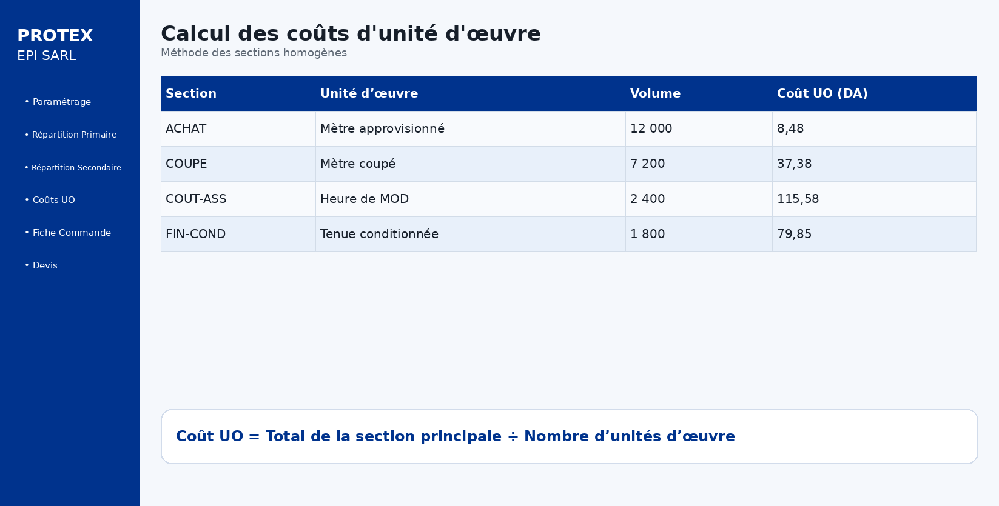 PROTEX
EPI SARL
• Paramétrage
• Répartition Primaire
• Répartition Secondaire
• Coûts UO
• Fiche Commande
• Devis
Calcul des coûts d'unité d'œuvre
Méthode des sections homogènes
Section Unité d’œuvre Volume Coût UO (DA)
ACHAT Mètre approvisionné 12 000 8,48
COUPE Mètre coupé 7 200 37,38
COUT-ASS Heure de MOD 2 400 115,58
FIN-COND Tenue conditionnée 1 800 79,85
Coût UO = Total de la section principale ÷ Nombre d’unités d’œuvre